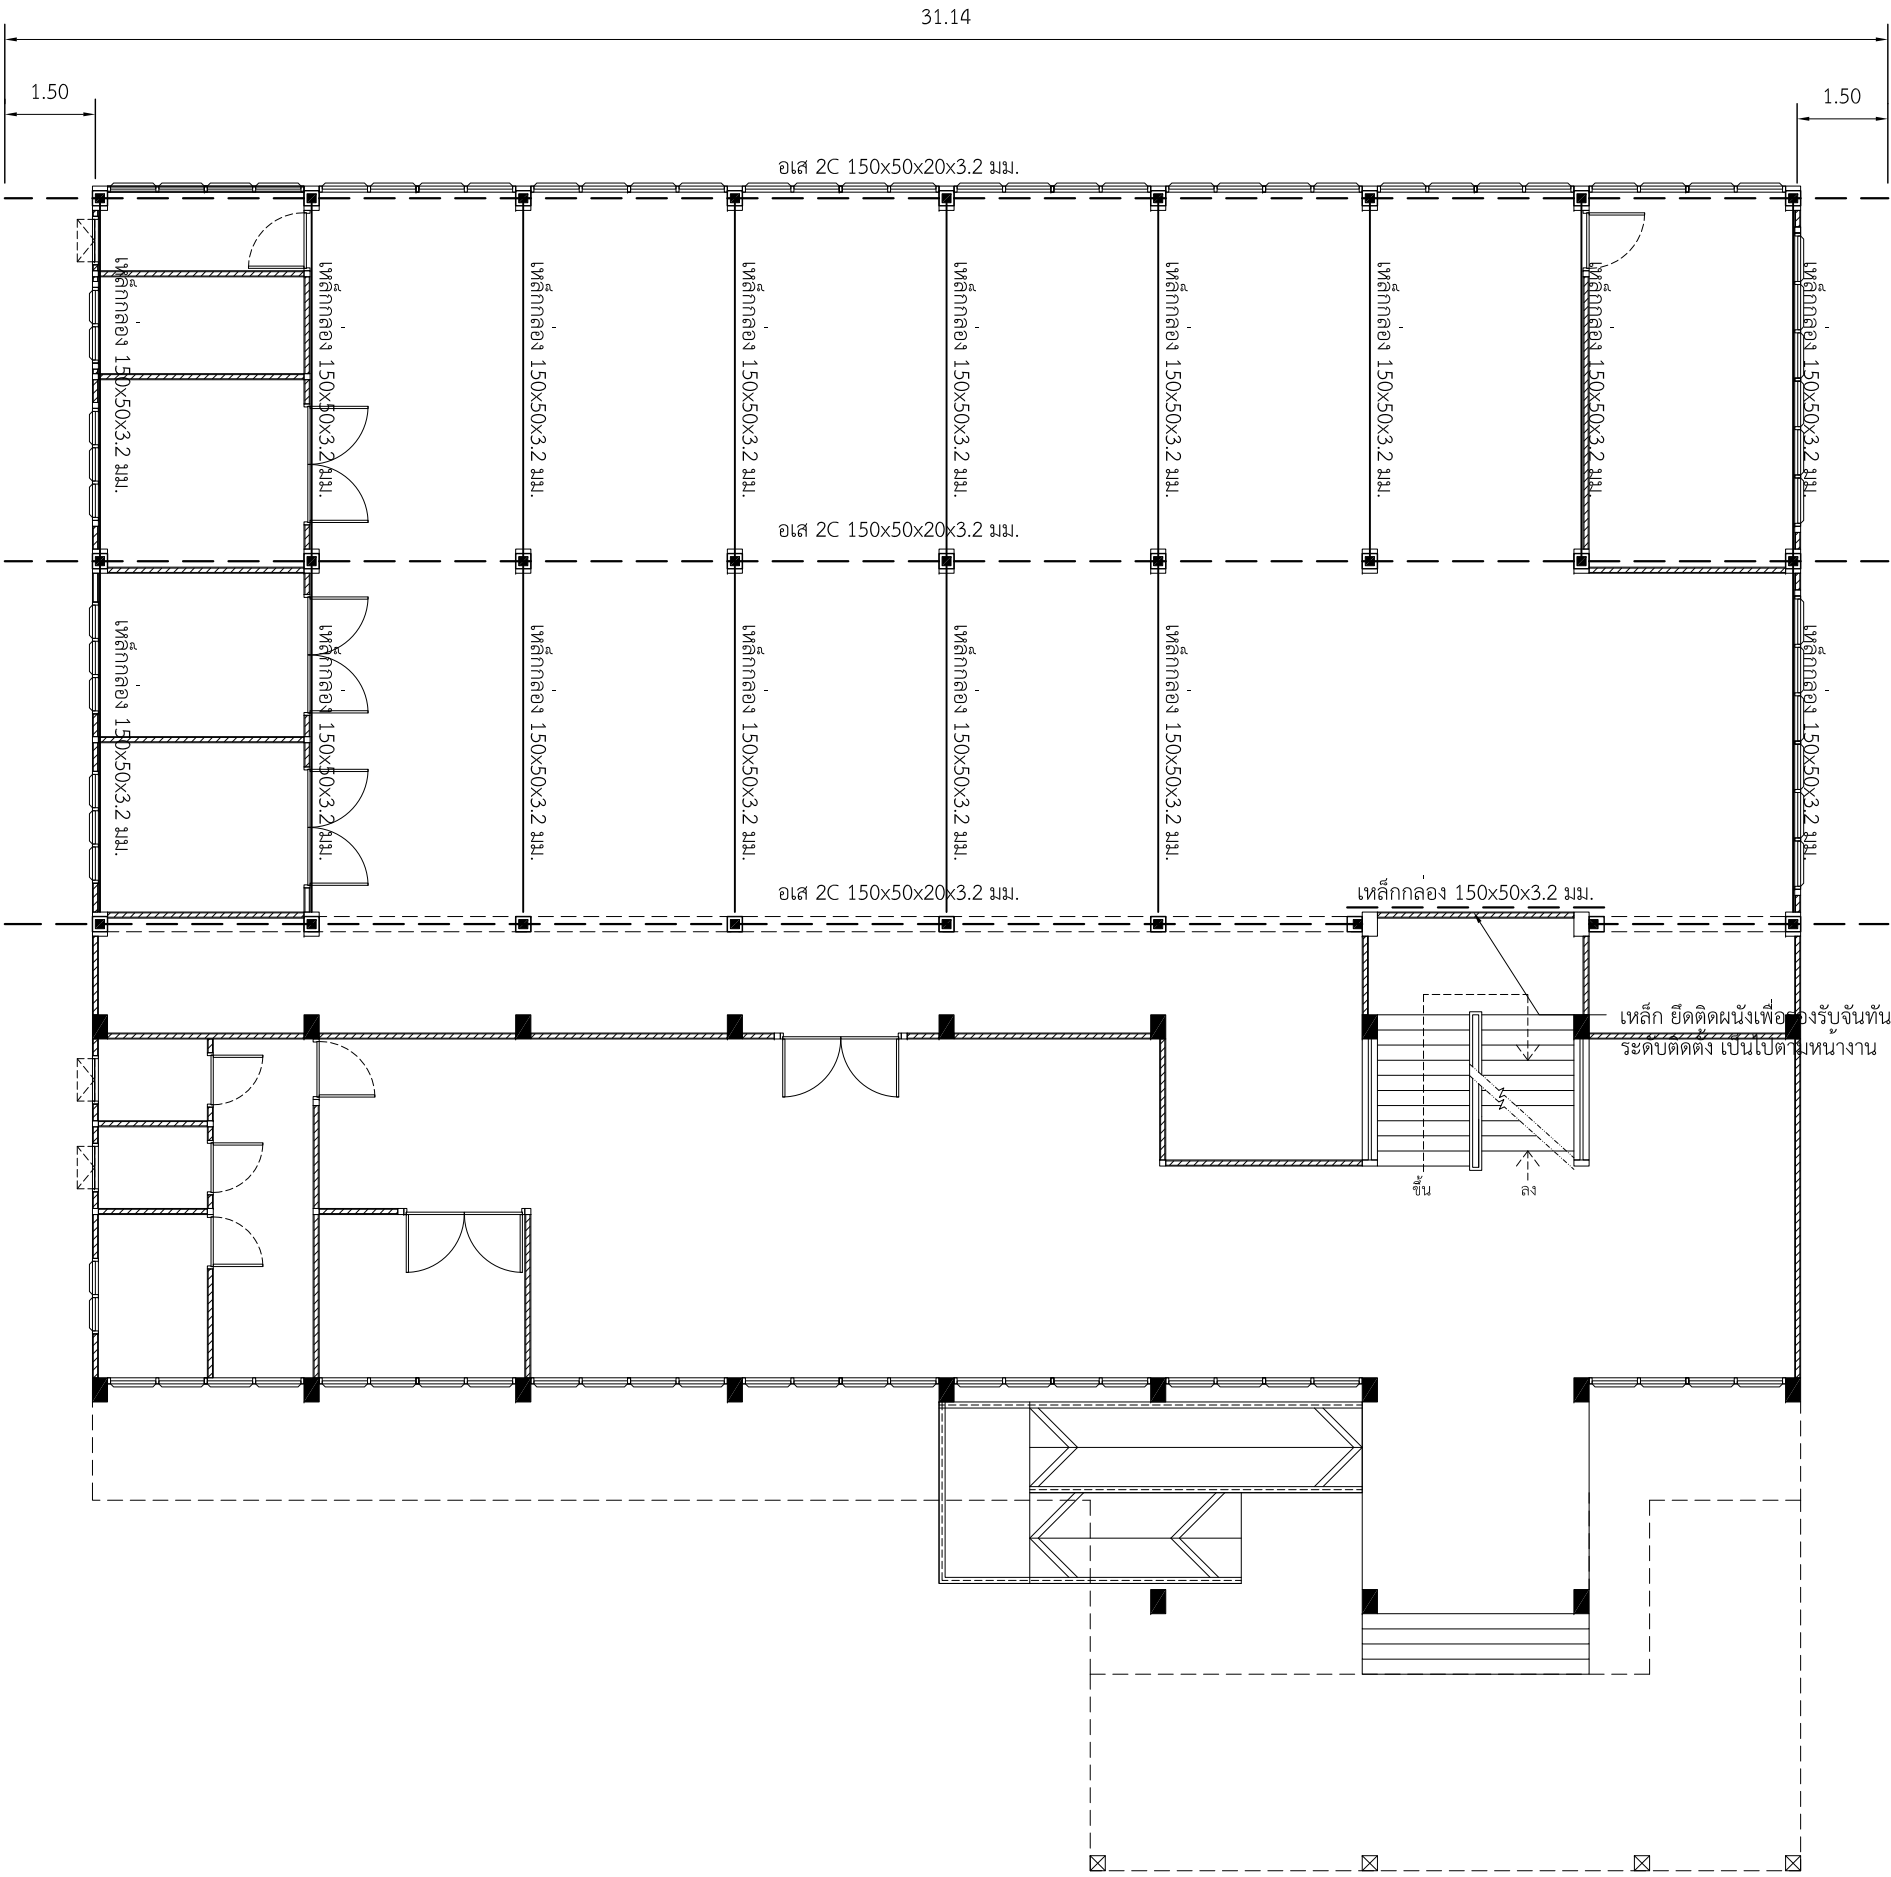 31.14
1.50
1.50
อเส 2C 150x50x20x3.2 มม.
เหล็กกล่อง 150x50x3.2 มม.
เหล็กกล่อง 150x50x3.2 มม.
เหล็กกล่อง 150x50x3.2 มม.
เหล็กกล่อง 150x50x3.2 มม.
เหล็กกล่อง 150x50x3.2 มม.
เหล็กกล่อง 150x50x3.2 มม.
เหล็กกล่อง 150x50x3.2 มม.
เหล็กกล่อง 150x50x3.2 มม.
เหล็กกล่อง 150x50x3.2 มม.
อเส 2C 150x50x20x3.2 มม.
เหล็กกล่อง 150x50x3.2 มม.
เหล็กกล่อง 150x50x3.2 มม.
เหล็กกล่อง 150x50x3.2 มม.
เหล็กกล่อง 150x50x3.2 มม.
เหล็กกล่อง 150x50x3.2 มม.
เหล็กกล่อง 150x50x3.2 มม.
เหล็กกล่อง 150x50x3.2 มม.
อเส 2C 150x50x20x3.2 มม.
เหล็กกล่อง 150x50x3.2 มม.
เหล็ก ยึดติดผนังเพื่อรองรับจันทัน
ระดับติดตั้ง เป็นไปตามหน้างาน
ขึ้น
ลง